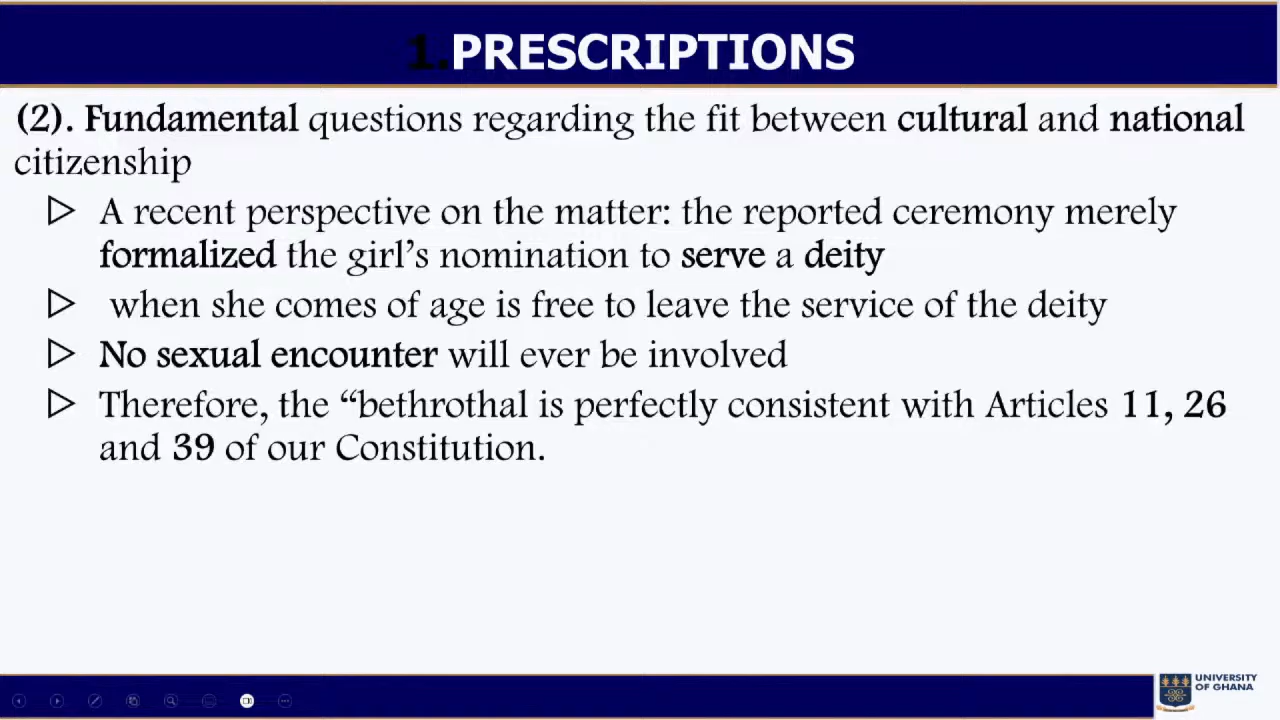 1.PRESCRIPTIONS
(2). Fundamental questions regarding the fit between cultural and national
citizenship
A recent perspective on the matter: the reported ceremony merely
formalized the girl's nomination to serve a deity
when she comes of age is free to leave the service of the deity
No sexual encounter will ever be involved
Therefore, the “bethrothal is perfectly consistent with Articles 11, 26
and 39 of our Constitution.
UNIVERSITY
OF GHANA